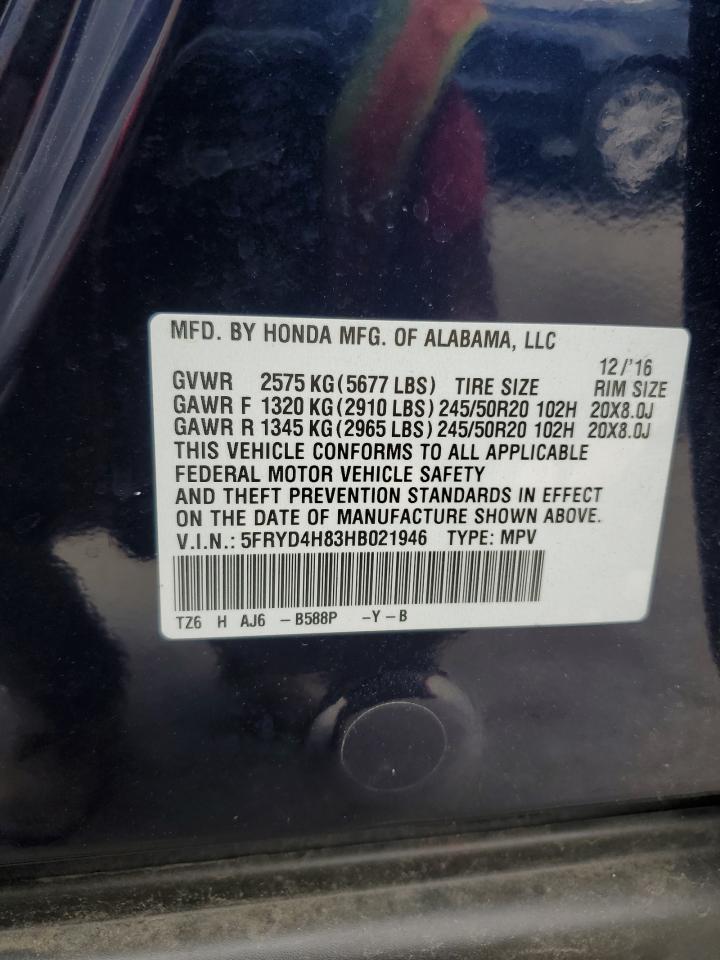 MFD. BY HONDA MFG. OF ALABAMA, LLC
12/'16
GVWR 2575 KG(5677 LBS) TIRE SIZE RIM SIZE
GAWR F 1320 KG(2910 LBS) 245/50R20 102H 20X8.0J
GAWR R 1345 KG(2965 LBS) 245/50R20 102H 20X8.0J
THIS VEHICLE CONFORMS TO ALL APPLICABLE
FEDERAL MOTOR VEHICLE SAFETY
AND THEFT PREVENTION STANDARDS IN EFFECT
ON THE DATE OF MANUFACTURE SHOWN ABOVE.
V.I.N.: 5FRYD4H83HB021946 TYPE: MPV
TZ6 H AJ6 -B588P -Y-B